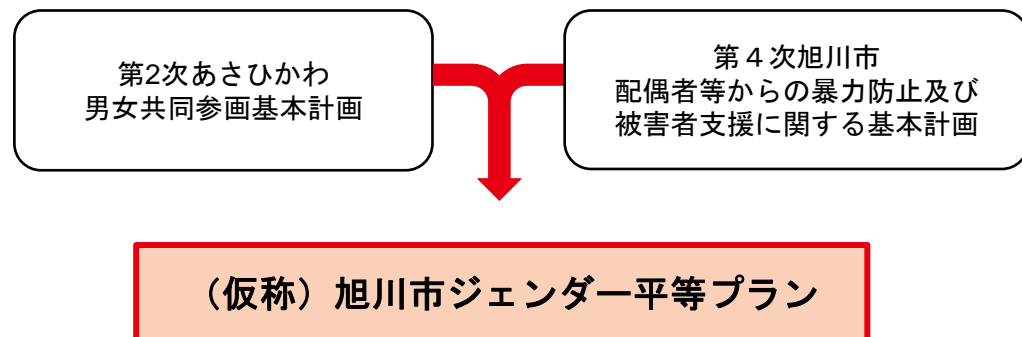 第2次あさひかわ
男女共同参画基本計画
第４次旭川市
配偶者等からの暴力防止及び
被害者支援に関する基本計画
（仮称）旭川市ジェンダー平等プラン